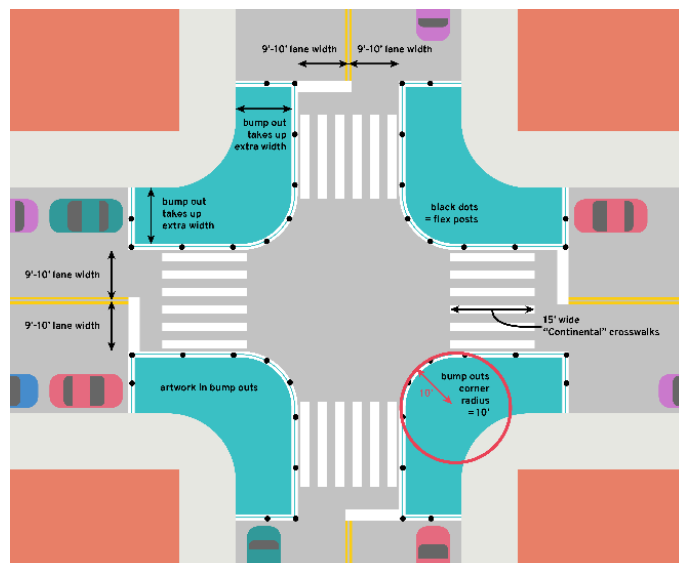 9'-10' lane width
9'-10' lane width
bump out
takes up
extra width
bump out
takes up
extra width
black dots
= flex posts
9'-10' lane width
9'-10' lane width
15' wide
"Continental" crosswalks
artwork in bump outs
bump outs
corner
radius
= 10'
10'